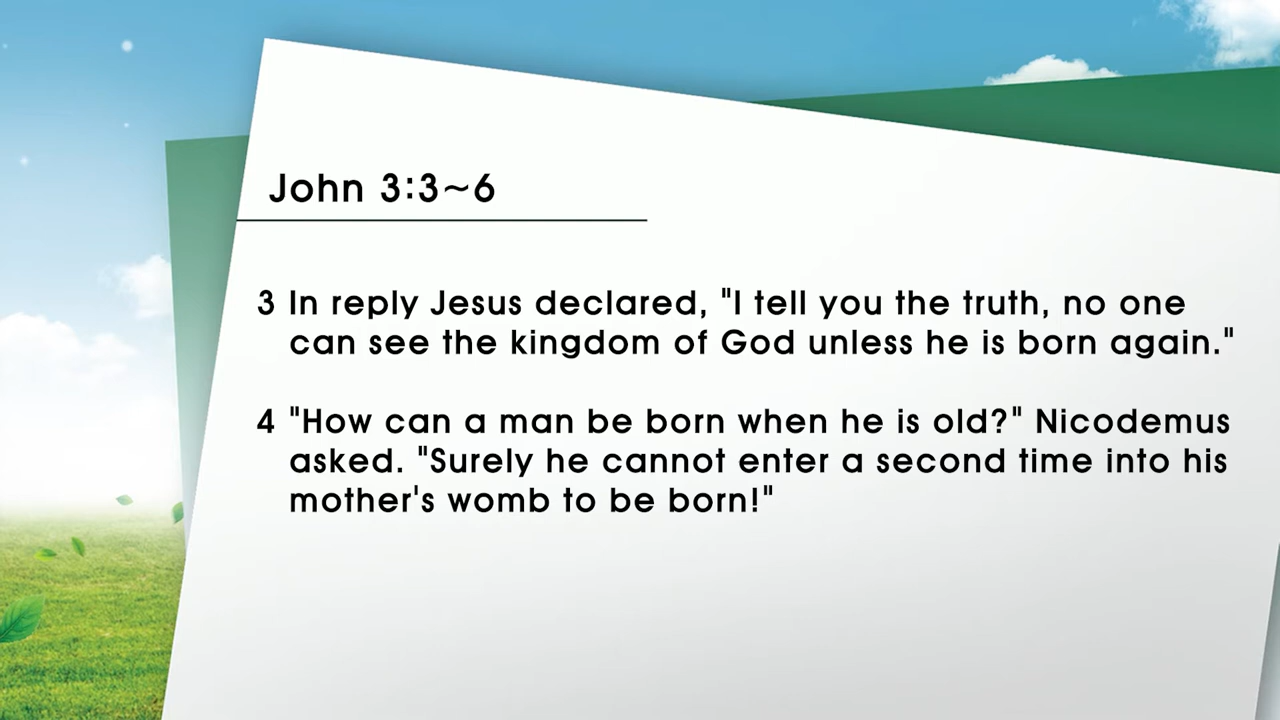 John 3:3~6
3 In reply Jesus declared, "I tell you the truth, no one
can see the kingdom of God unless he is born again."
4 "How can a man be born when he is old?" Nicodemus
asked. "Surely he cannot enter a second time into his
mother's womb to be born!"